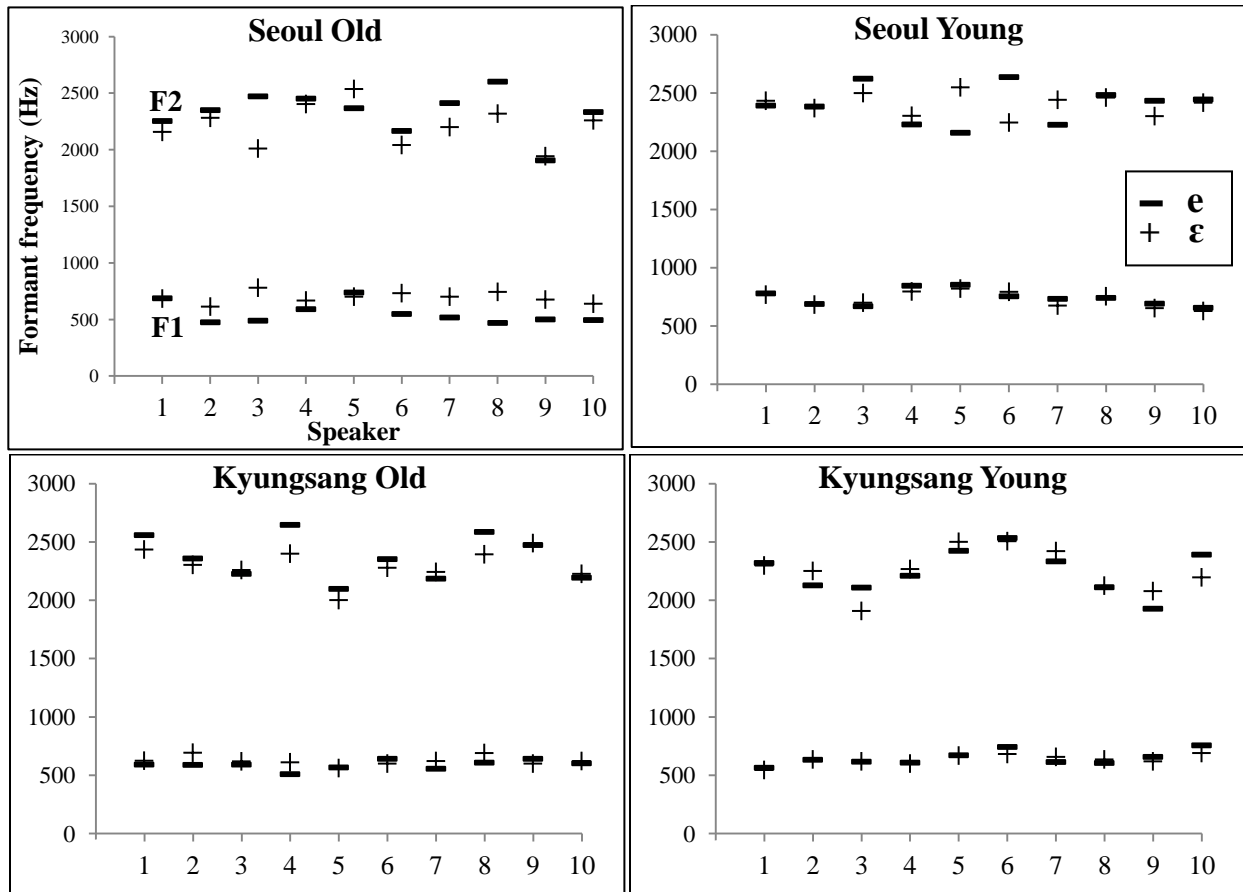 Seoul Old
Formant frequency (Hz)
3000
2500
2000
1500
1000
500
0
F2
F1
1 2 3 4 5 6 7 8 9 10
Speaker
Seoul Young
3000
2500
2000
1500
1000
500
0
e
ɛ
1 2 3 4 5 6 7 8 9 10
Kyungsang Old
3000
2500
2000
1500
1000
500
0
1 2 3 4 5 6 7 8 9 10
Kyungsang Young
3000
2500
2000
1500
1000
500
0
1 2 3 4 5 6 7 8 9 10